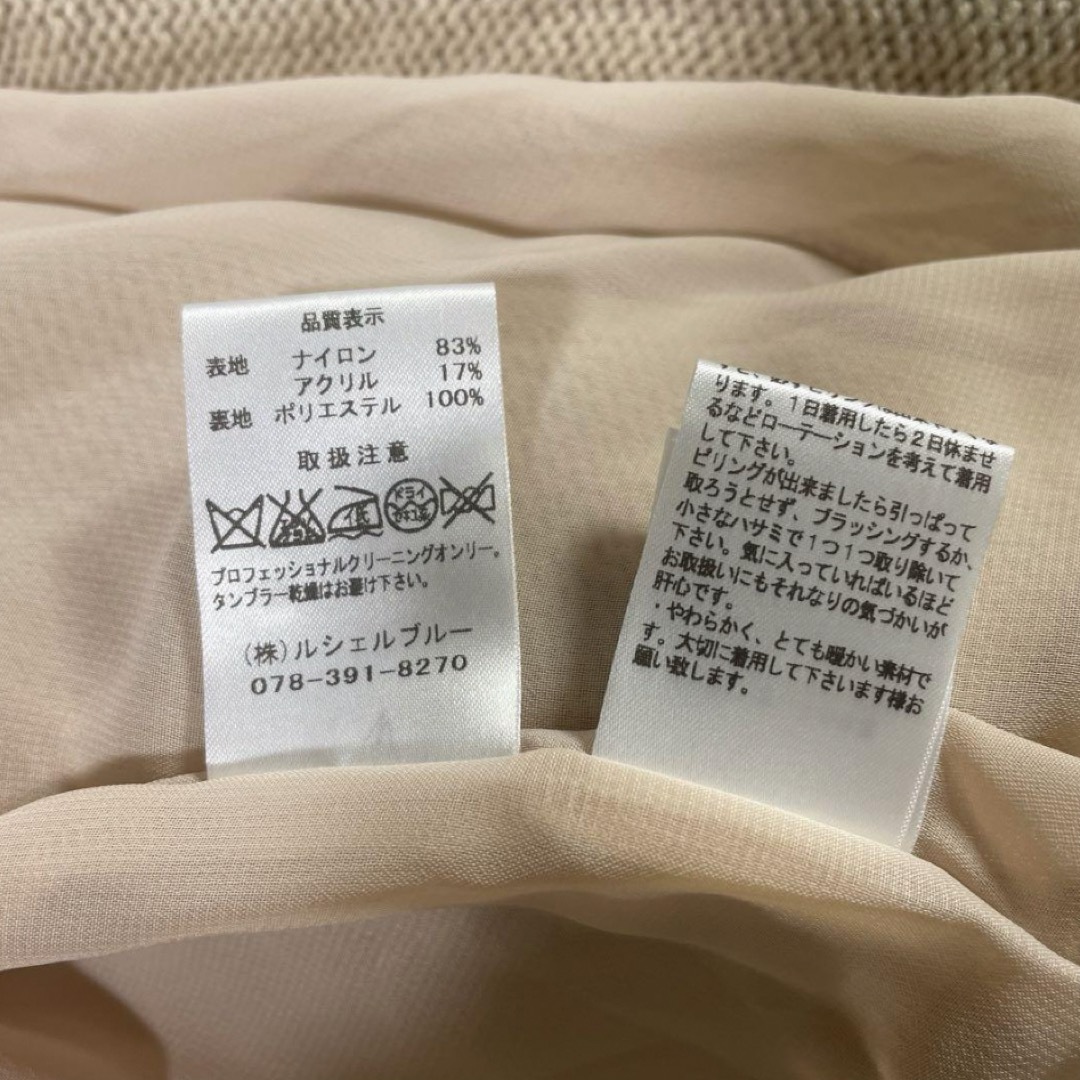 品質表示
表地 ナイロン 83%
アクリル 17%
裏地 ポリエステル 100%
取扱注意
プロフェッショナルクリーニングオンリー。
タンブラー乾燥はお避け下さい。
(株)ルシェルブルー
078-391-8270
ります。1日着用したら2日休ませ
るなどローテーションを考えて着用
して下さい。
ピリングが出来ましたら引っぱって
取ろうとせず、ブラッシングするか、
小さなハサミで1つ1つ取り除いて
下さい。気に入っていればいるほど
お取扱いにもそれなりの気づかいが
肝心です。
・やわらかく、とても暖かい素材で
す。大切に着用して下さいます様お
願い致します。